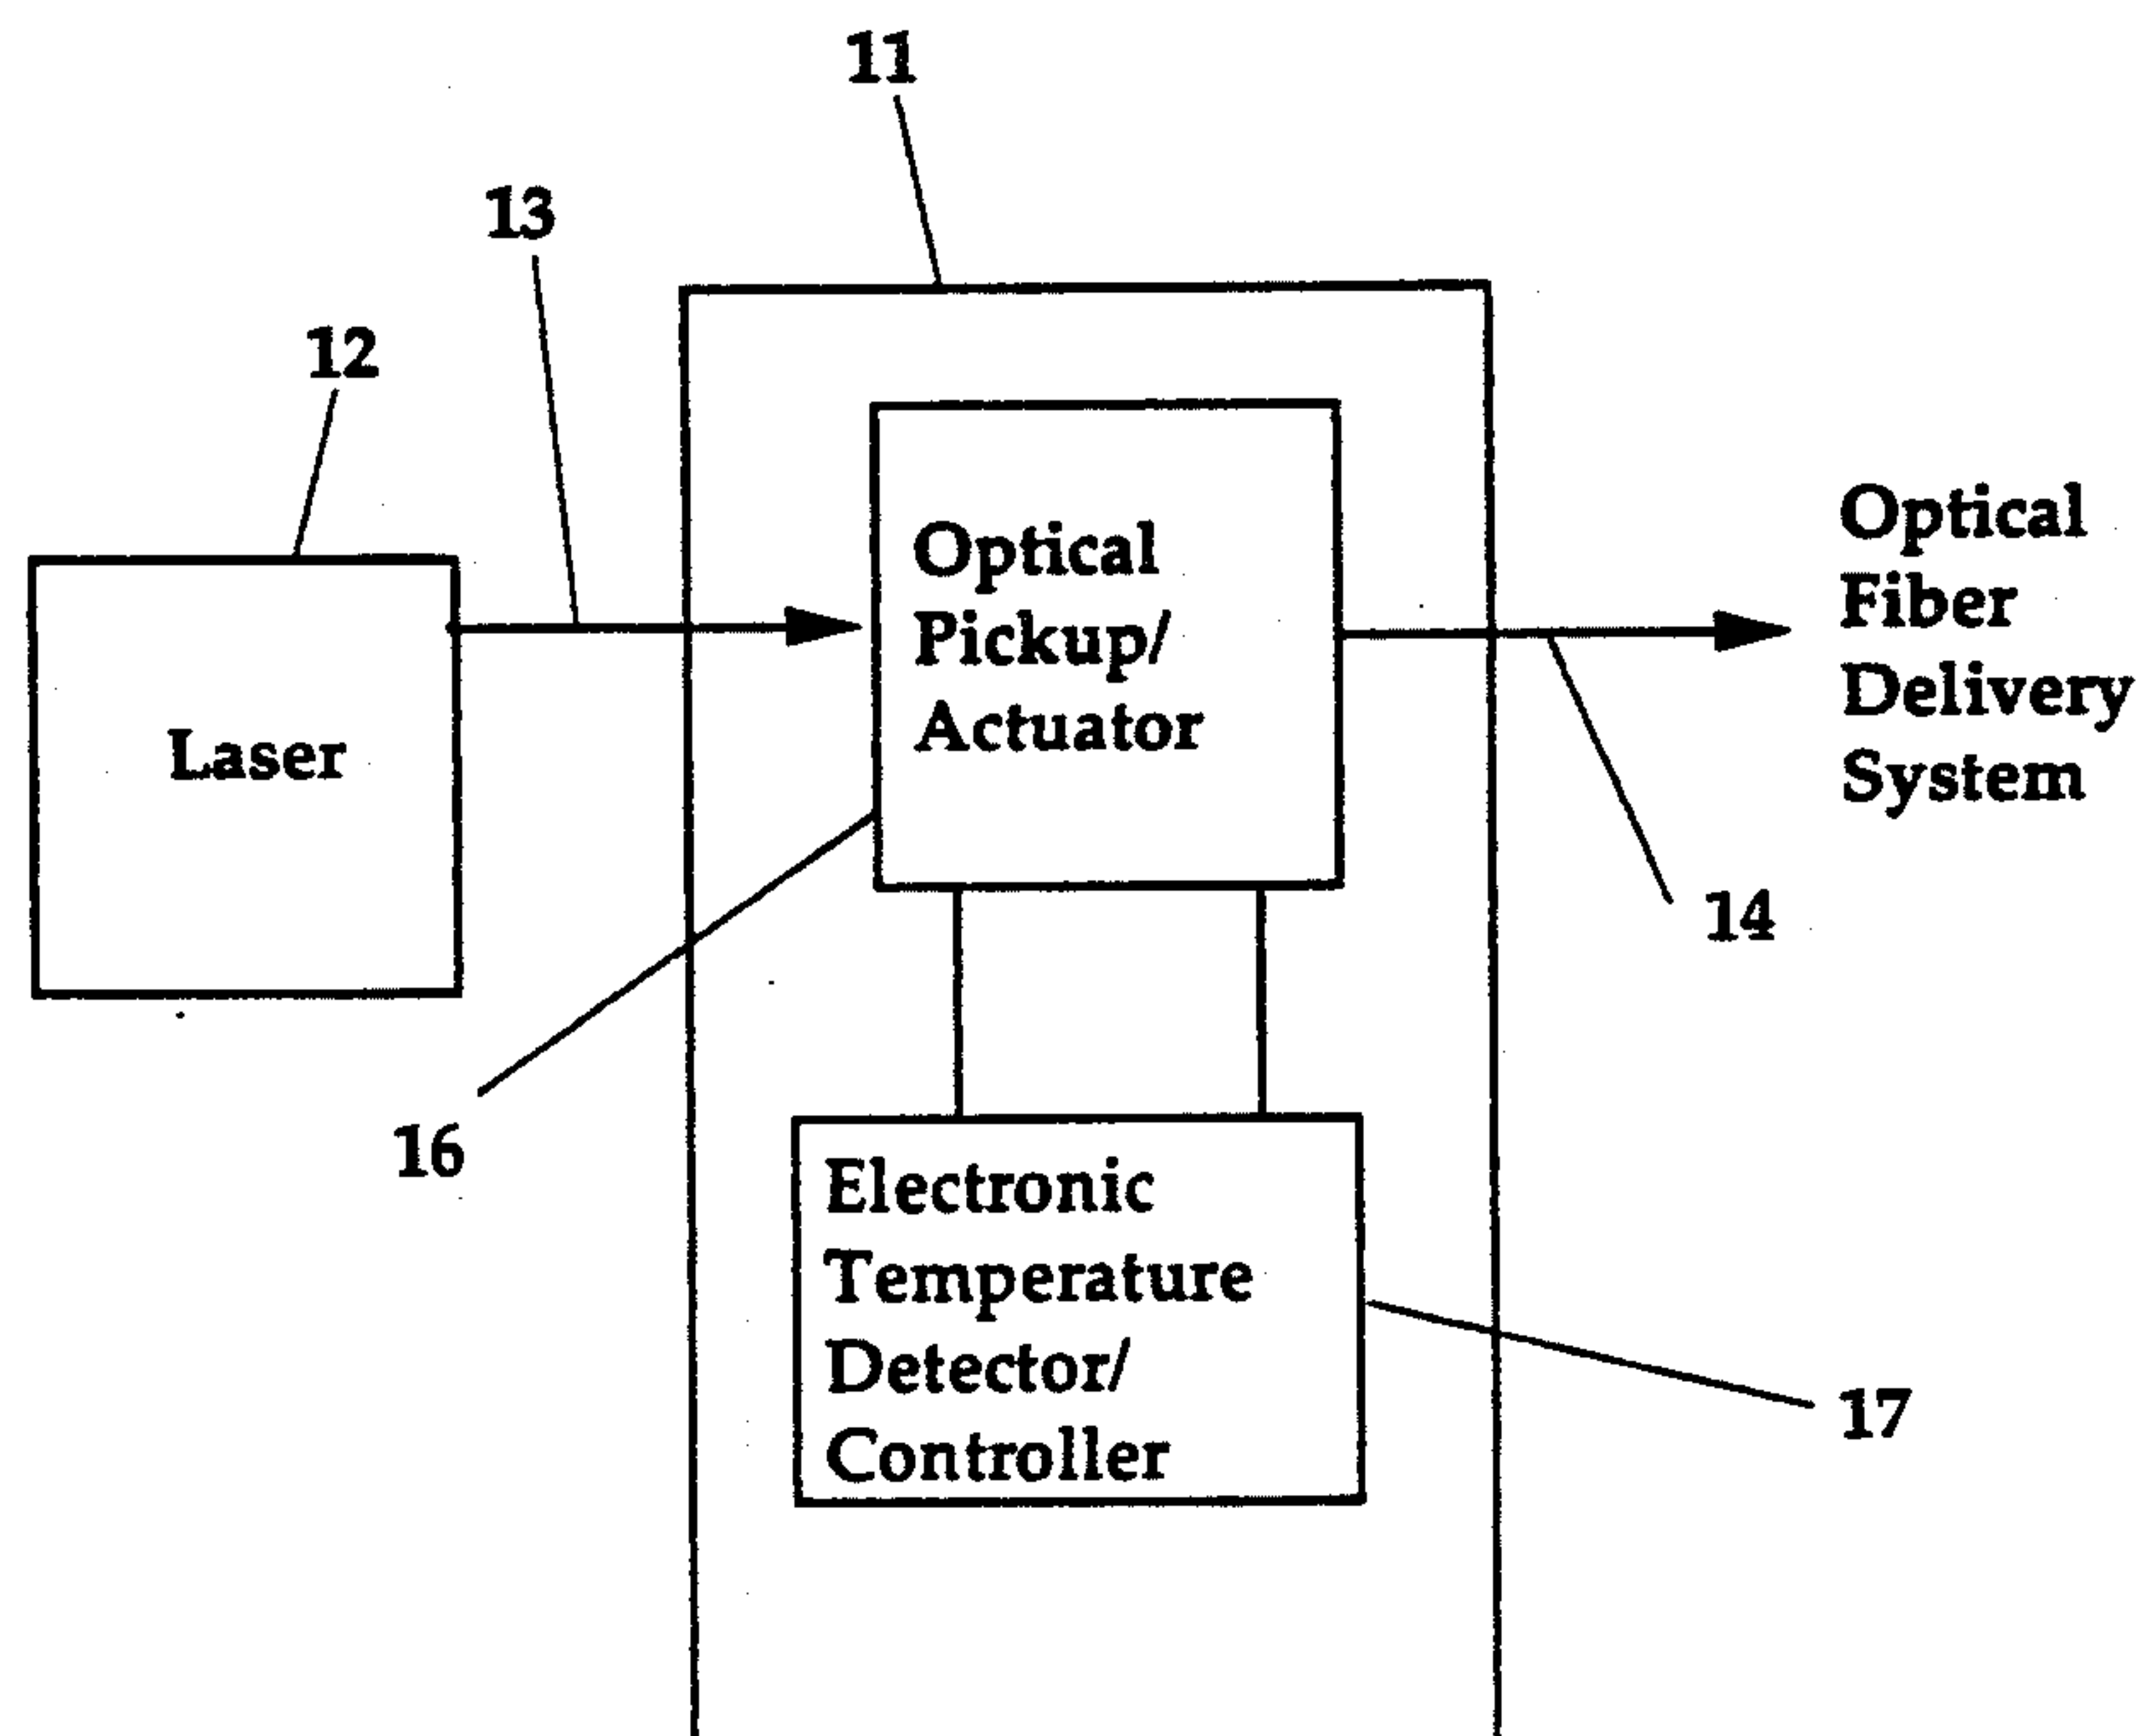 11
13
12
Laser
Optical
Pickup/
Actuator
Optical
Fiber
Delivery
System
14
16
Electronic
Temperature
Detector/
Controller
17